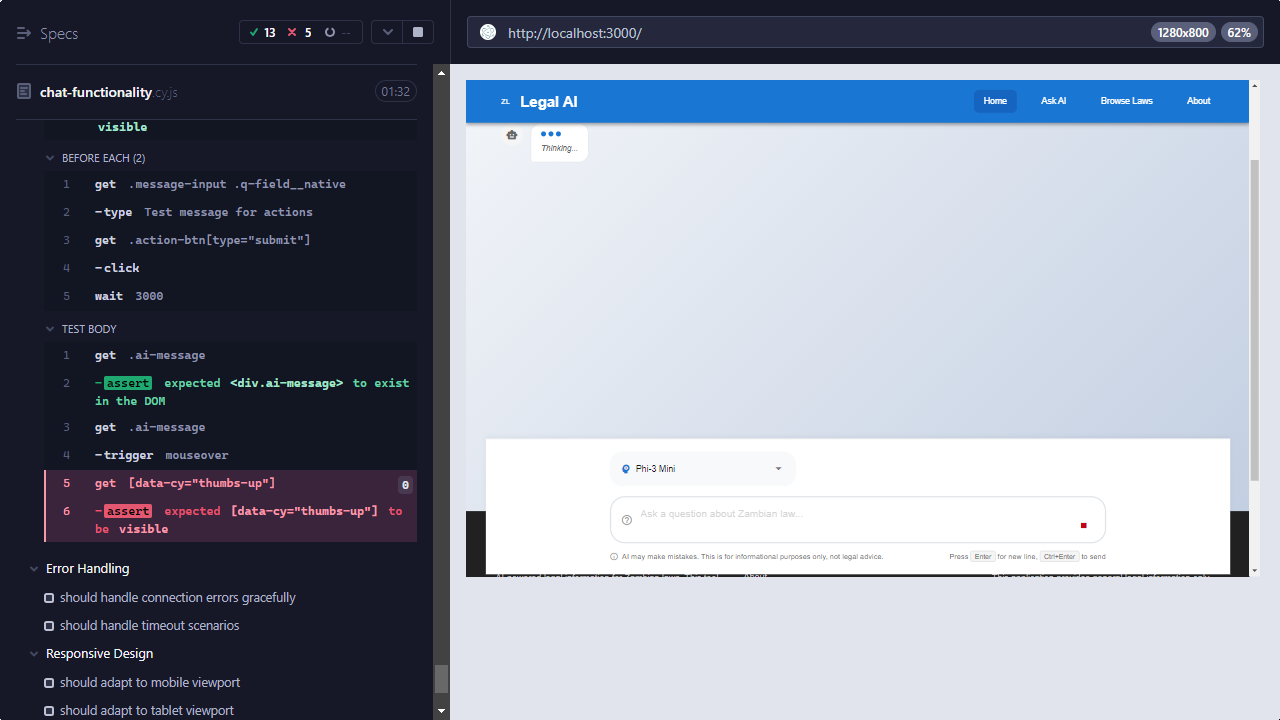 Specs
13 5 --
chat-functionality.cy.js 01:32
visible
BEFORE EACH (2)
1 get .message-input .q-field__native
2 -type Test message for actions
3 get .action-btn[type="submit"]
4 -click
5 wait 3000
TEST BODY
1 get .ai-message
2 -assert expected <div.ai-message> to exist
in the DOM
3 get .ai-message
4 -trigger mouseover
5 get [data-cy="thumbs-up"] 0
6 -assert expected [data-cy="thumbs-up"] to
be visible
Error Handling
should handle connection errors gracefully
should handle timeout scenarios
Responsive Design
should adapt to mobile viewport
should adapt to tablet viewport
http://localhost:3000/ 1280x800 62%
ZL Legal AI Home Ask AI Browse Laws About
Thinking...
Phi-3 Mini
Ask a question about Zambian law...
AI may make mistakes. This is for informational purposes only, not legal advice. Press Enter for new line, Ctrl+Enter to send